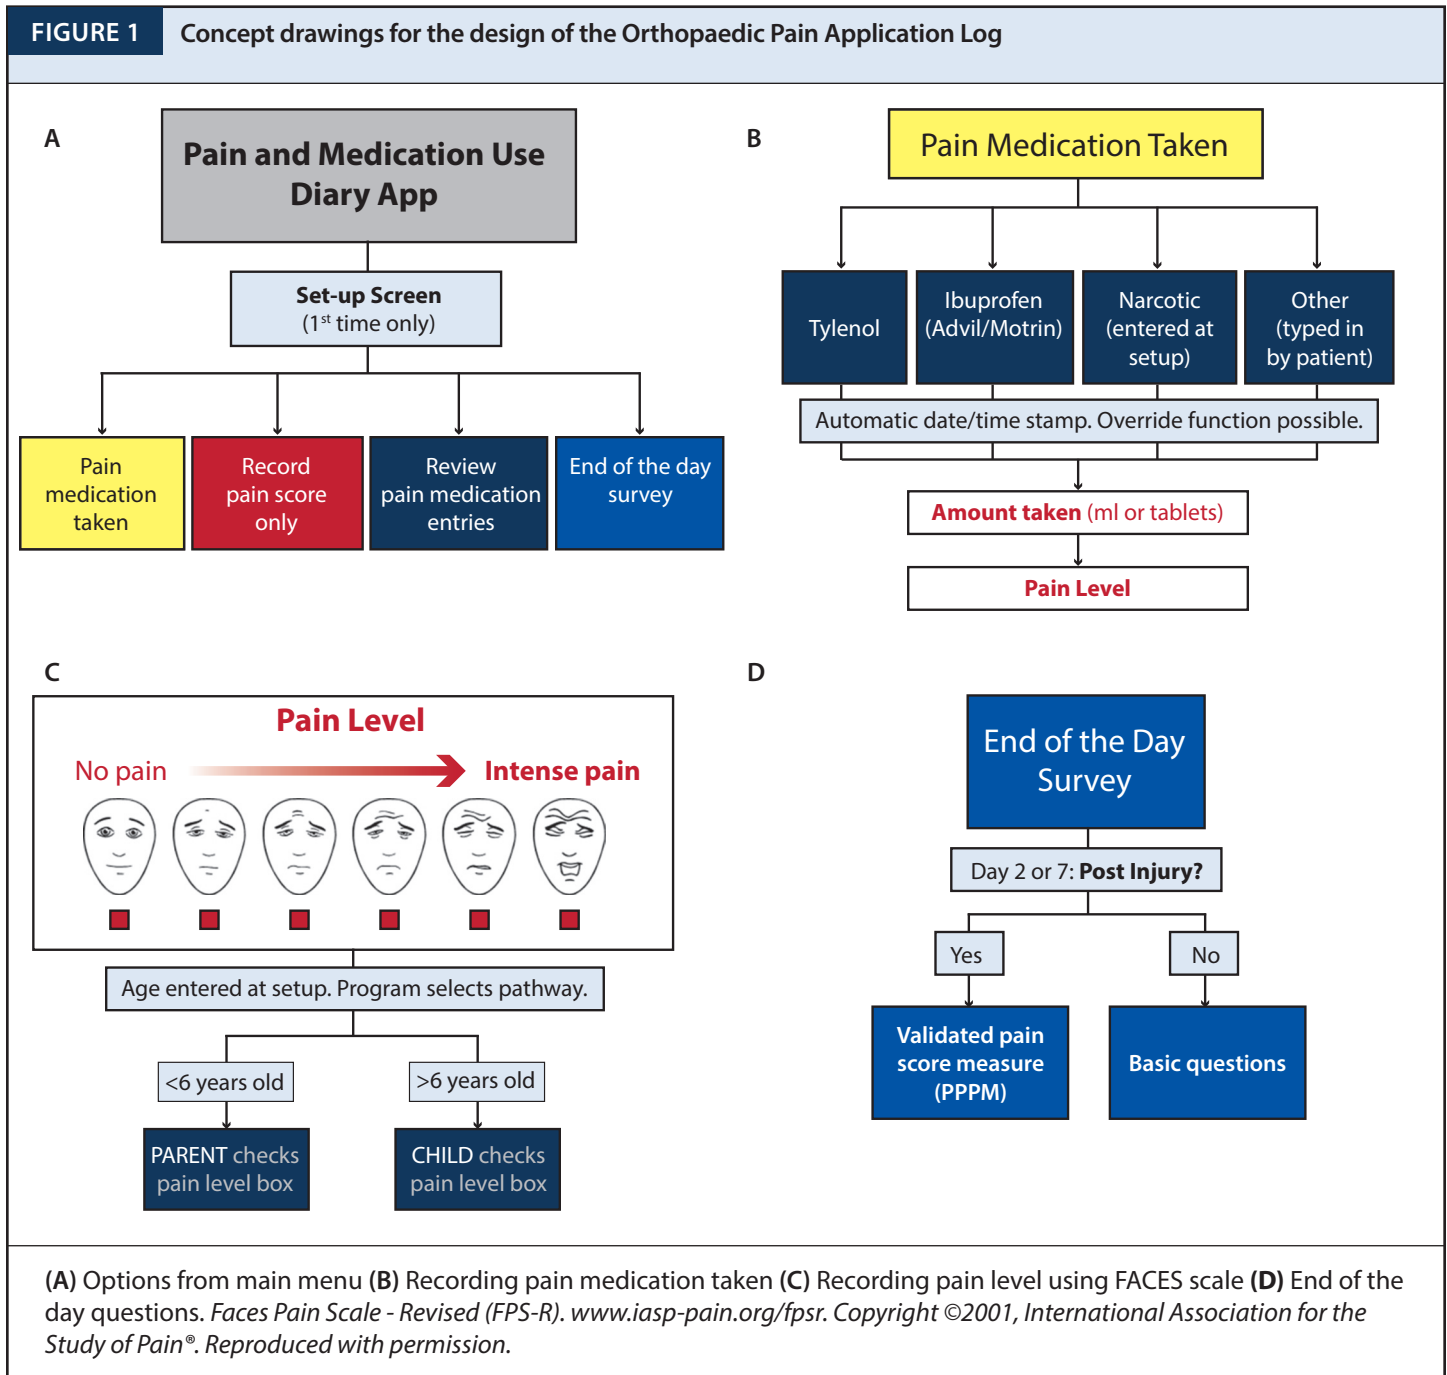 FIGURE 1 Concept drawings for the design of the Orthopaedic Pain Application Log
A
Pain and Medication Use
Diary App
Set-up Screen
(1st time only)
Pain
medication
taken
Record
pain score
only
Review
pain medication
entries
End of the day
survey
B
Pain Medication Taken
Tylenol
Ibuprofen
(Advil/Motrin)
Narcotic
(entered at
setup)
Other
(typed in
by patient)
Automatic date/time stamp. Override function possible.
Amount taken (ml or tablets)
Pain Level
C
Pain Level
No pain
Intense pain
Age entered at setup. Program selects pathway.
<6 years old
>6 years old
PARENT checks
pain level box
CHILD checks
pain level box
D
End of the Day
Survey
Day 2 or 7: Post Injury?
Yes
No
Validated pain
score measure
(PPPM)
Basic questions
(A) Options from main menu (B) Recording pain medication taken (C) Recording pain level using FACES scale (D) End of the
day questions. Faces Pain Scale - Revised (FPS-R). www.iasp-pain.org/fpsr. Copyright ©2001, International Association for the
Study of Pain®. Reproduced with permission.